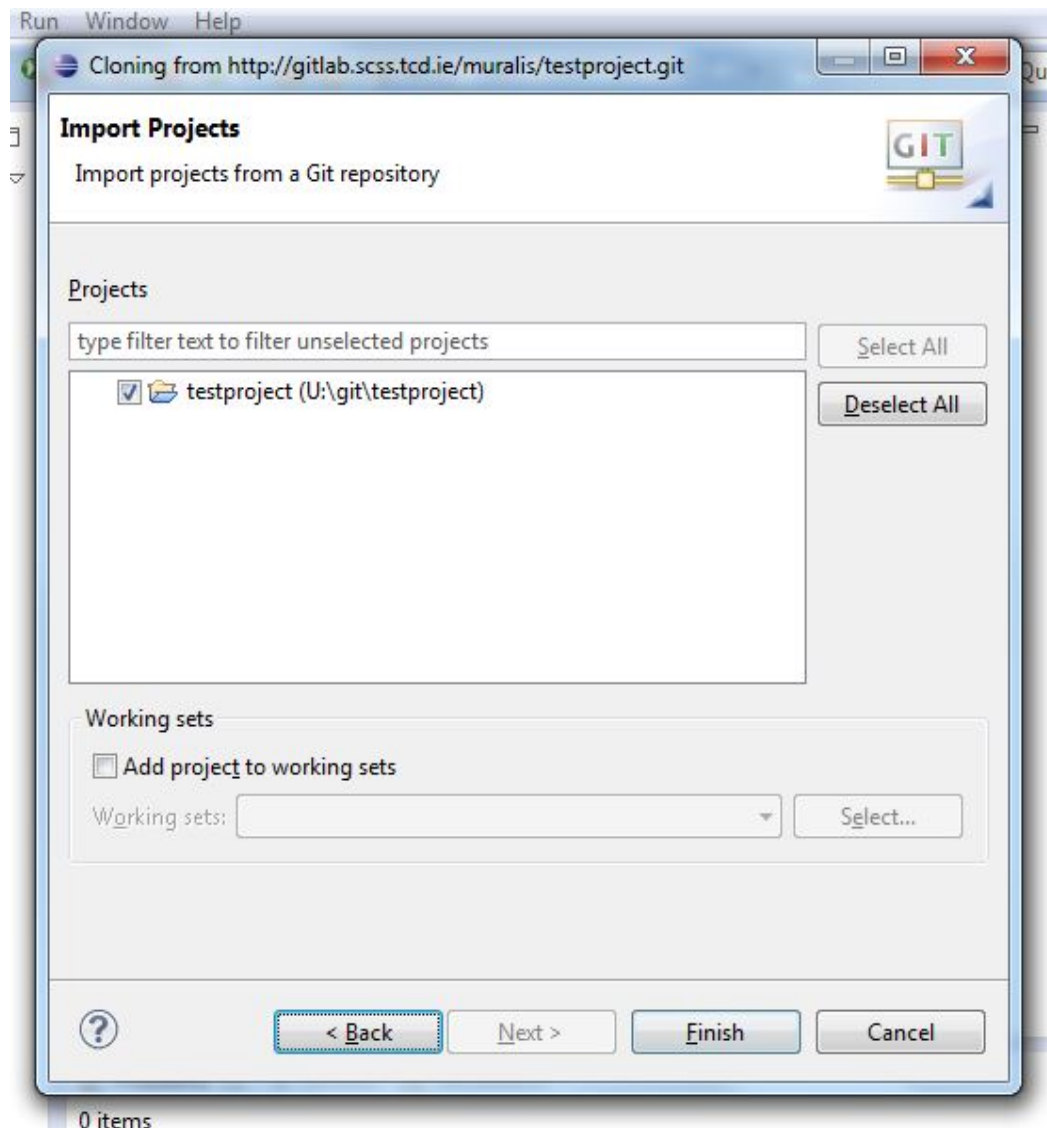 Run Window Help
Cloning from http://gitlab.scss.tcd.ie/muralis/testproject.git
Qu
Import Projects
GIT
Import projects from a Git repository
Projects
type filter text to filter unselected projects
Select All
testproject (U:\git\testproject)
Deselect All
Working sets
Add project to working sets
Working sets:
Select...
?
< Back
Next >
Finish
Cancel
0 items